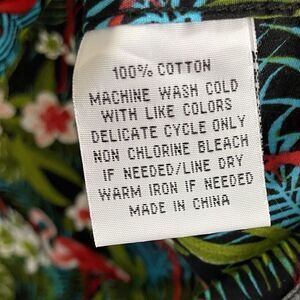 100% COTTON
MACHINE WASH COLD
WITH LIKE COLORS
DELICATE CYCLE ONLY
NON CHLORINE BLEACH
IF NEEDED/LINE DRY
WARM IRON IF NEEDED
MADE IN CHINA